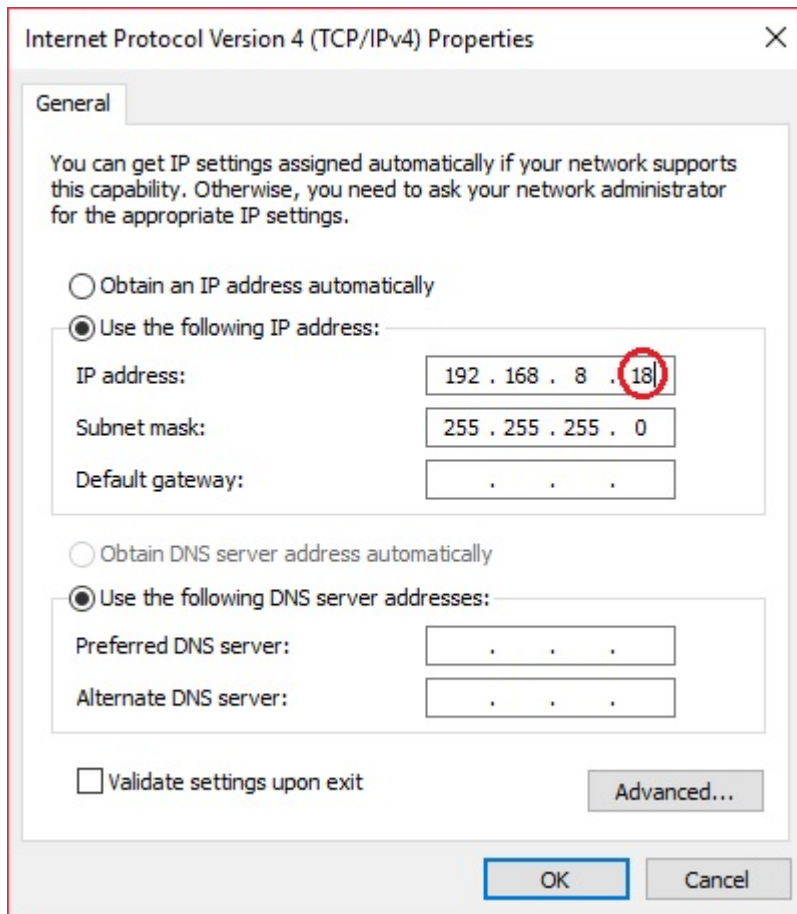 Internet Protocol Version 4 (TCP/IPv4) Properties
General
You can get IP settings assigned automatically if your network supports
this capability. Otherwise, you need to ask your network administrator
for the appropriate IP settings.
Obtain an IP address automatically
Use the following IP address:
IP address: 192 . 168 . 8 . 18
Subnet mask: 255 . 255 . 255 . 0
Default gateway: . . .
Obtain DNS server address automatically
Use the following DNS server addresses:
Preferred DNS server: . . .
Alternate DNS server: . . .
Validate settings upon exit
Advanced...
OK Cancel